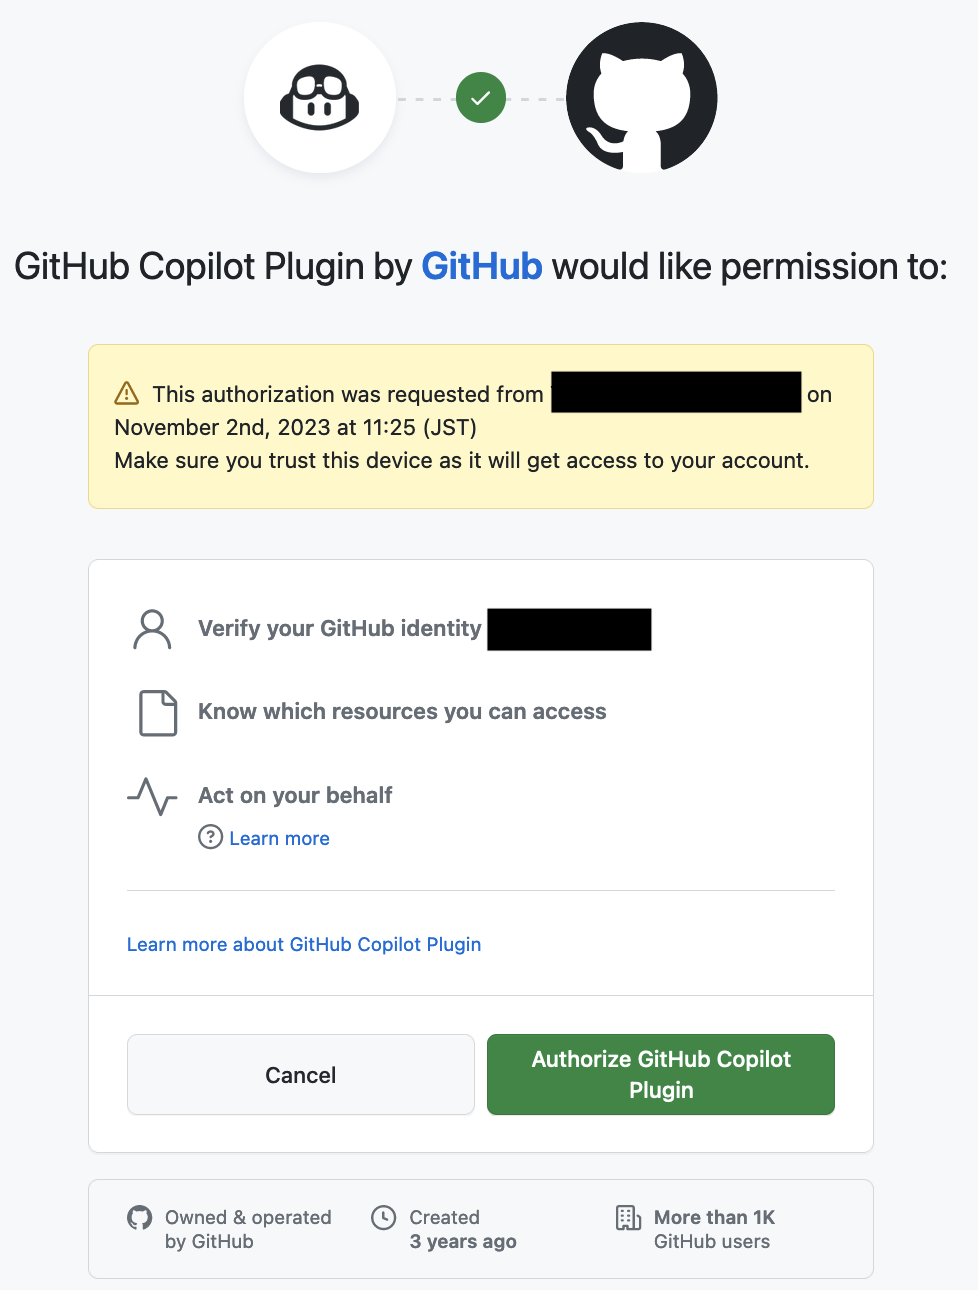 GitHub Copilot Plugin by GitHub would like permission to:
This authorization was requested from on
November 2nd, 2023 at 11:25 (JST)
Make sure you trust this device as it will get access to your account.
Verify your GitHub identity
Know which resources you can access
Act on your behalf
Learn more
Learn more about GitHub Copilot Plugin
Cancel
Authorize GitHub Copilot
Plugin
Owned & operated
by GitHub
Created
3 years ago
More than 1K
GitHub users